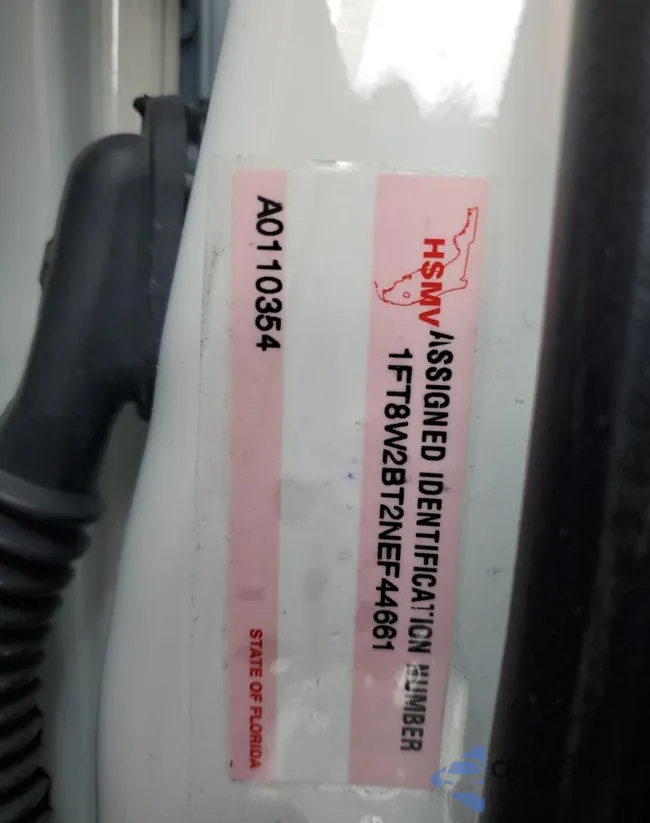 HSMV
ASSIGNED IDENTIFICATION NUMBER
1FT8W2BT2NEF44661
A0110354
STATE OF FLORIDA